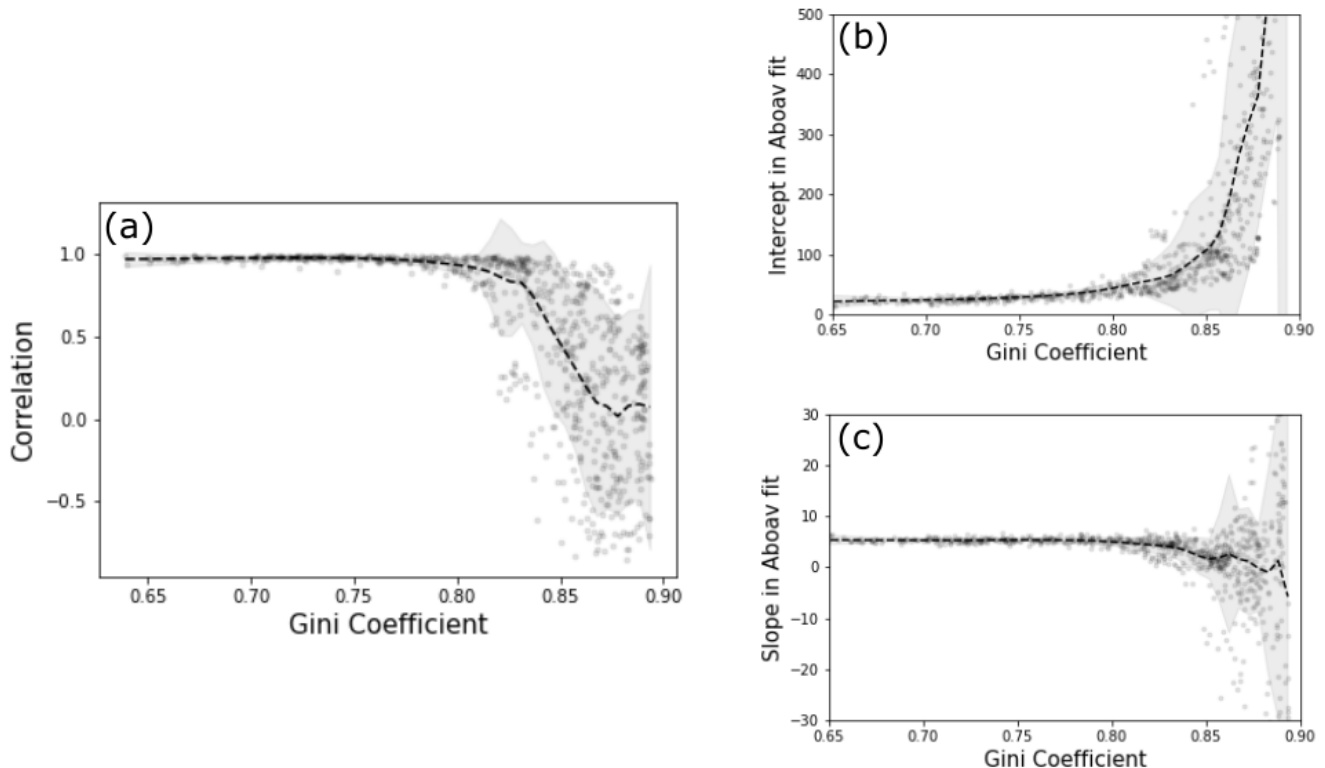 (a)
Correlation
1.0
0.5
0.0
−0.5
0.65 0.70 0.75 0.80 0.85 0.90
Gini Coefficient
(b)
Intercept in Aboav fit
500
400
300
200
100
0
0.65 0.70 0.75 0.80 0.85 0.90
Gini Coefficient
(c)
Slope in Aboav fit
30
20
10
0
−10
−20
−30
0.65 0.70 0.75 0.80 0.85 0.90
Gini Coefficient